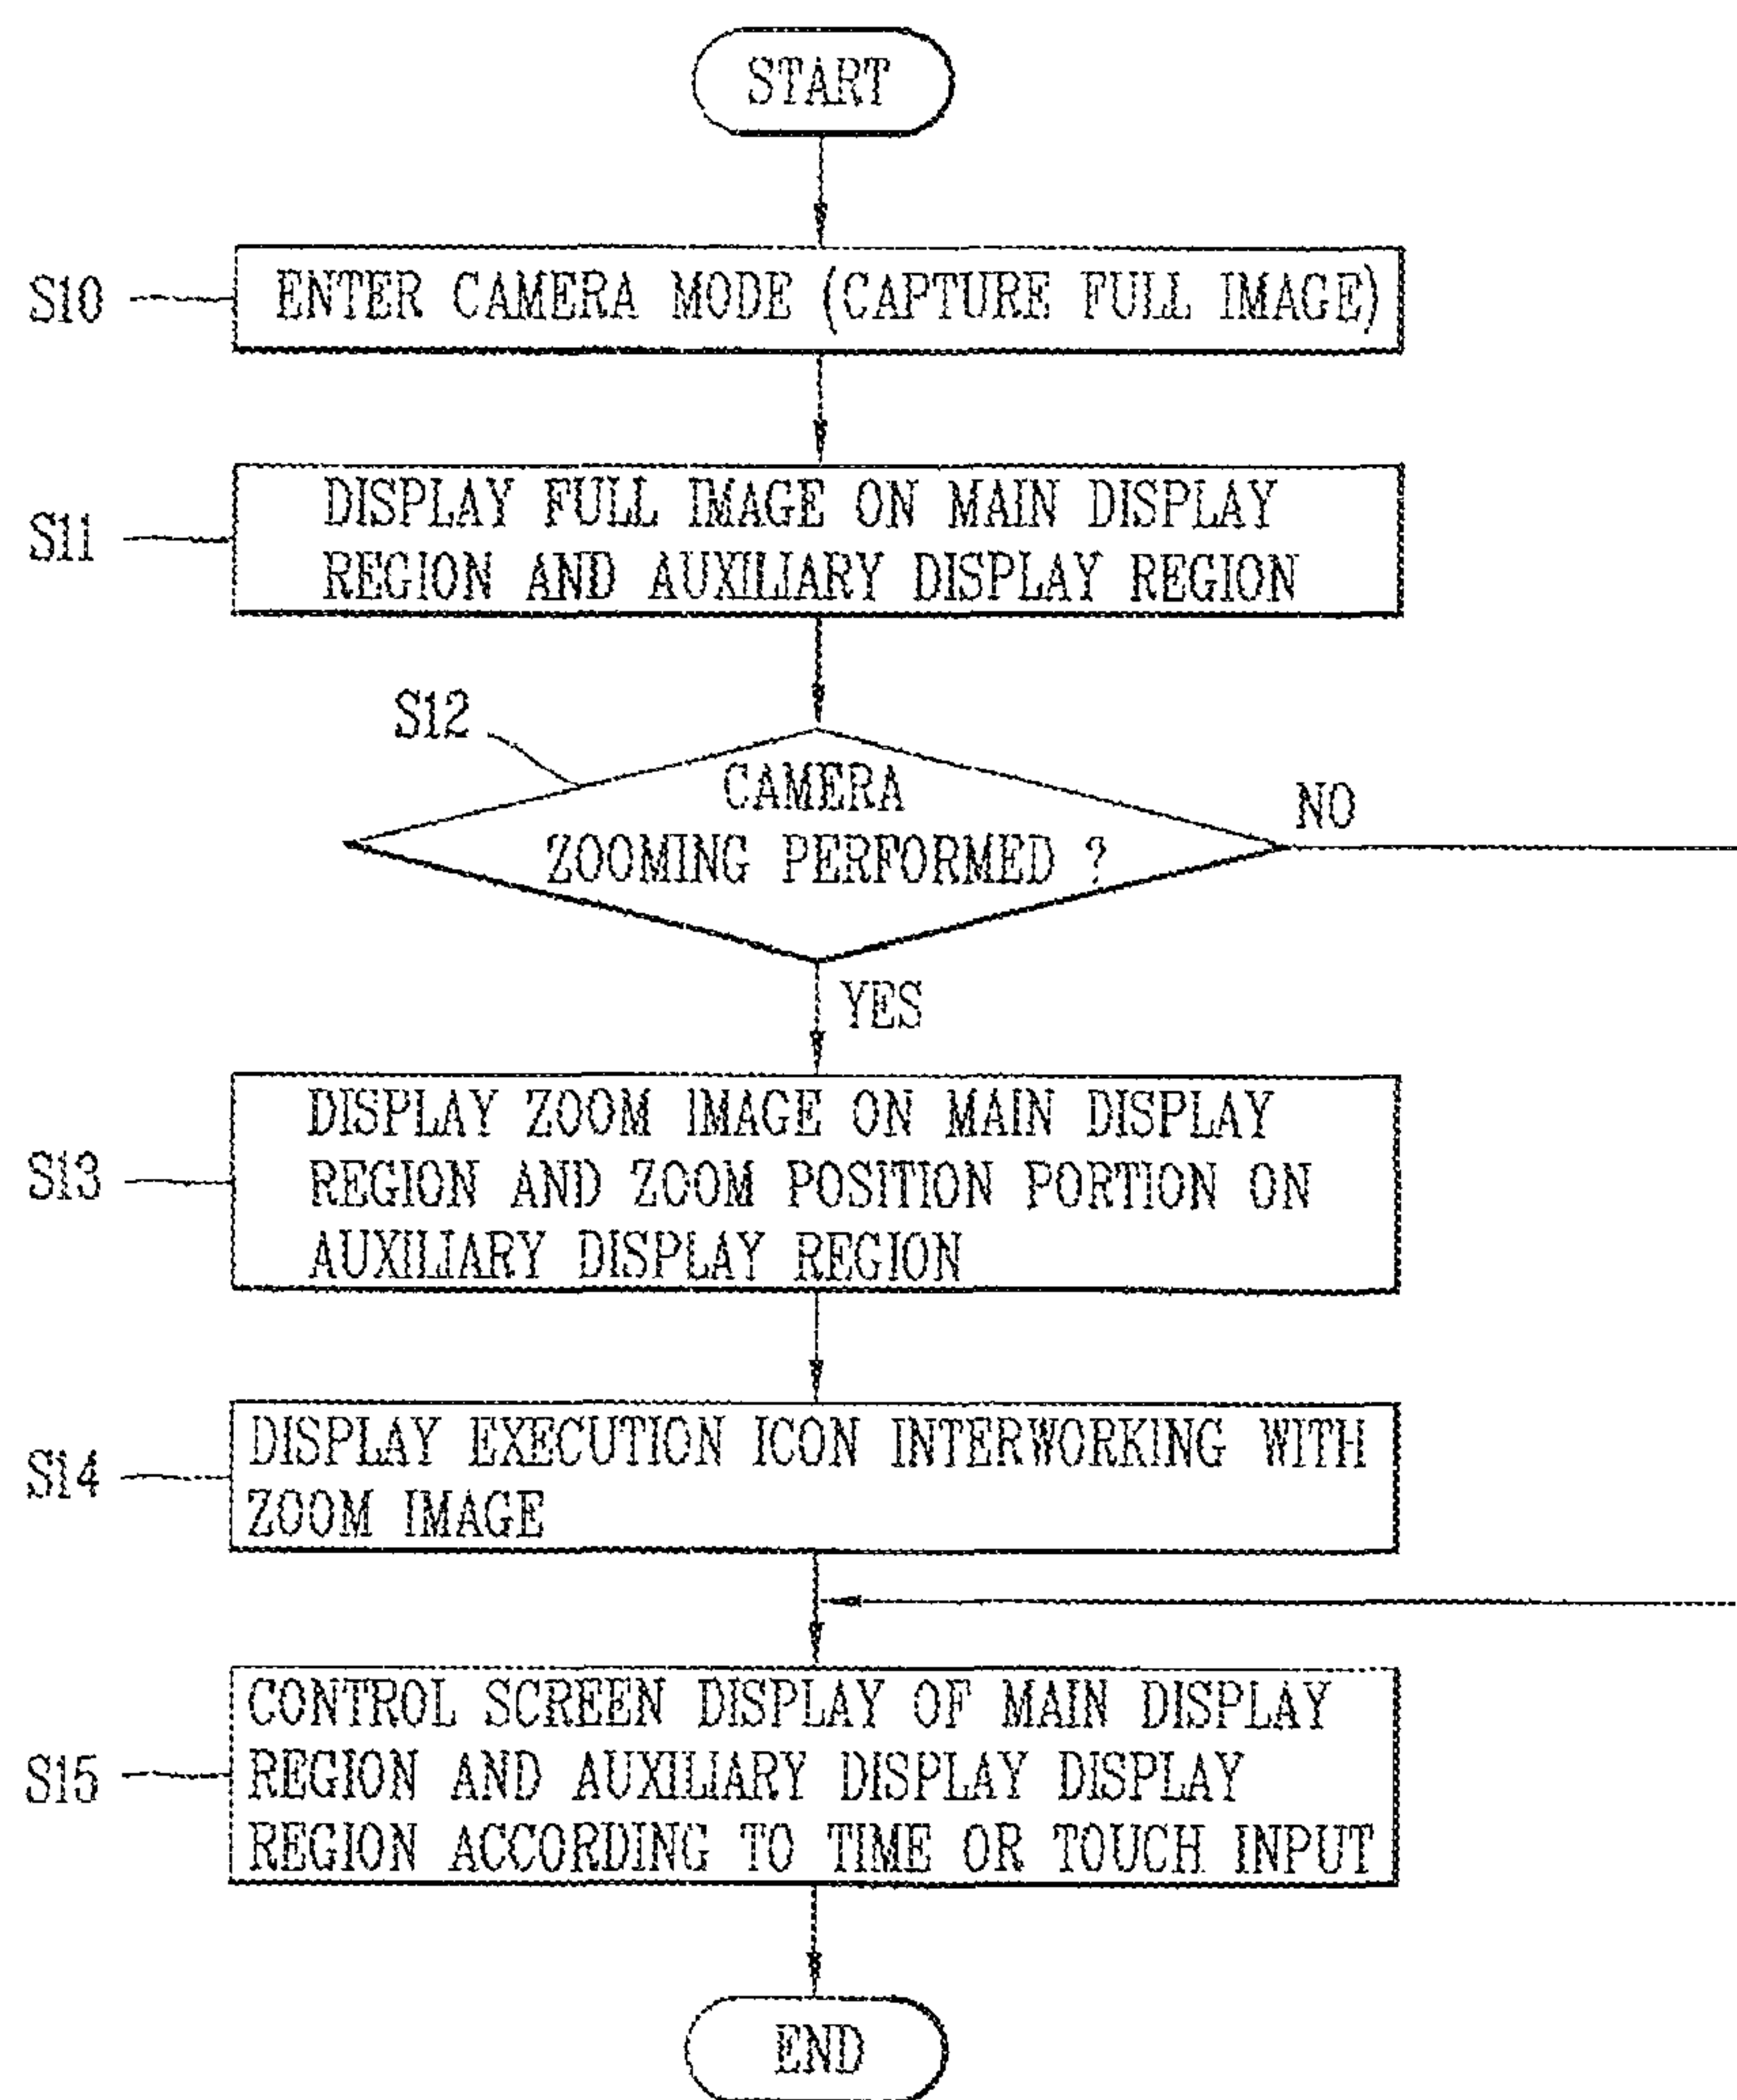 START
S10
ENTER CAMERA MODE (CAPTURE FULL IMAGE)
S11
DISPLAY FULL IMAGE ON MAIN DISPLAY
REGION AND AUXILIARY DISPLAY REGION
S12
CAMERA
ZOOMING PERFORMED ?
NO
YES
S13
DISPLAY ZOOM IMAGE ON MAIN DISPLAY
REGION AND ZOOM POSITION PORTION ON
AUXILIARY DISPLAY REGION
S14
DISPLAY EXECUTION ICON INTERWORKING WITH
ZOOM IMAGE
S15
CONTROL SCREEN DISPLAY OF MAIN DISPLAY
REGION AND AUXILIARY DISPLAY DISPLAY
REGION ACCORDING TO TIME OR TOUCH INPUT
END